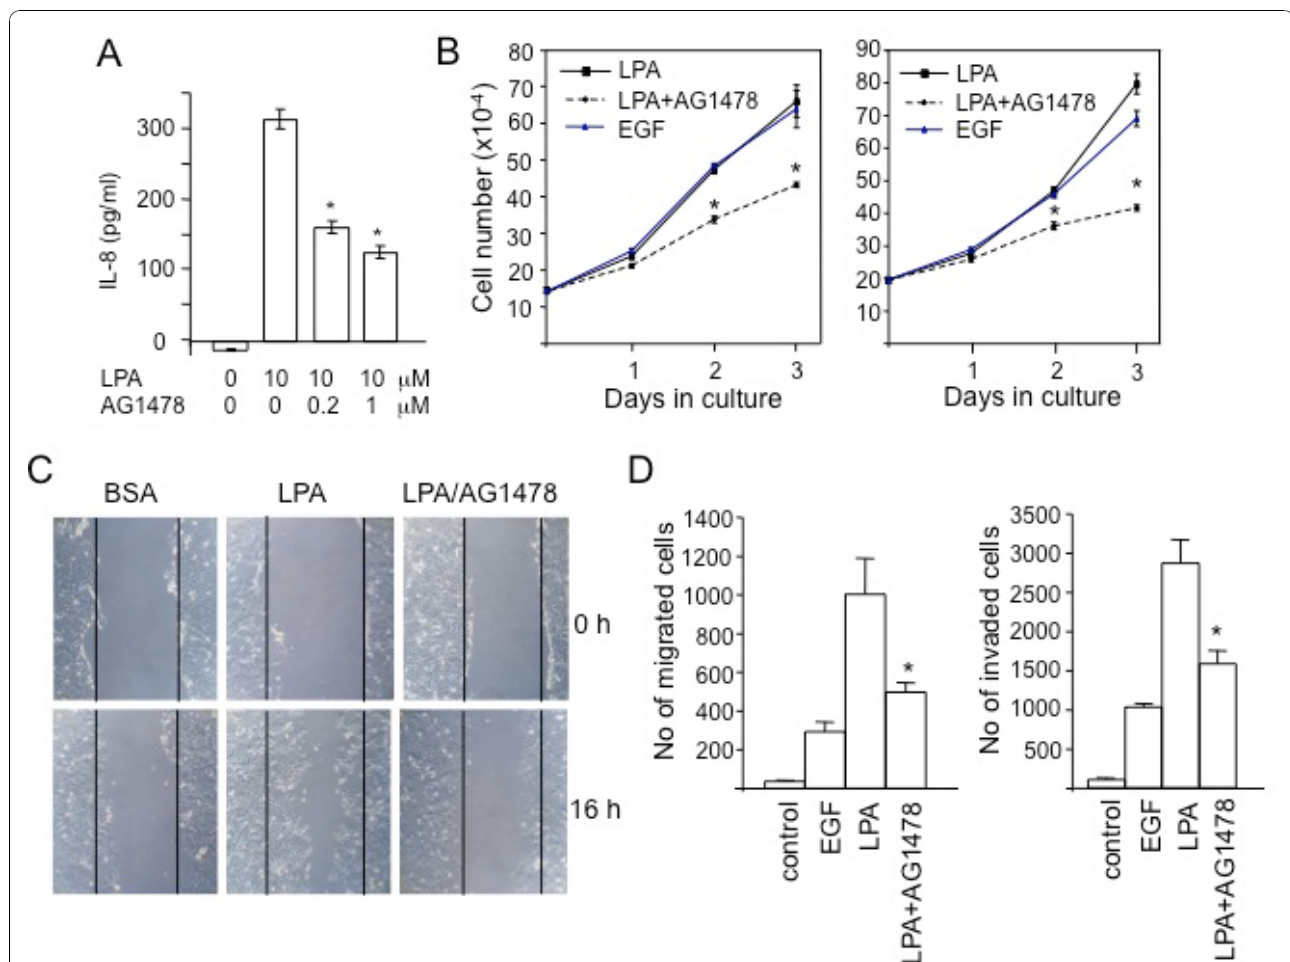 A
IL-8 (pg/ml)
300
200
100
0
LPA 0 10 10 10 μM
AG1478 0 0 0.2 1 μM
* *
B
Cell number (x10⁻⁴)
80
70
60
50
40
30
20
10
LPA
LPA+AG1478
EGF
* *
1 2 3
Days in culture
90
80
70
60
50
40
30
20
10
LPA
LPA+AG1478
EGF
* *
1 2 3
Days in culture
C
BSA LPA LPA/AG1478
0 h
16 h
D
No of migrated cells
1400
1200
1000
800
600
400
200
*
control
EGF
LPA
LPA+AG1478
No of invaded cells
3500
3000
2500
2000
1500
1000
500
*
control
EGF
LPA
LPA+AG1478